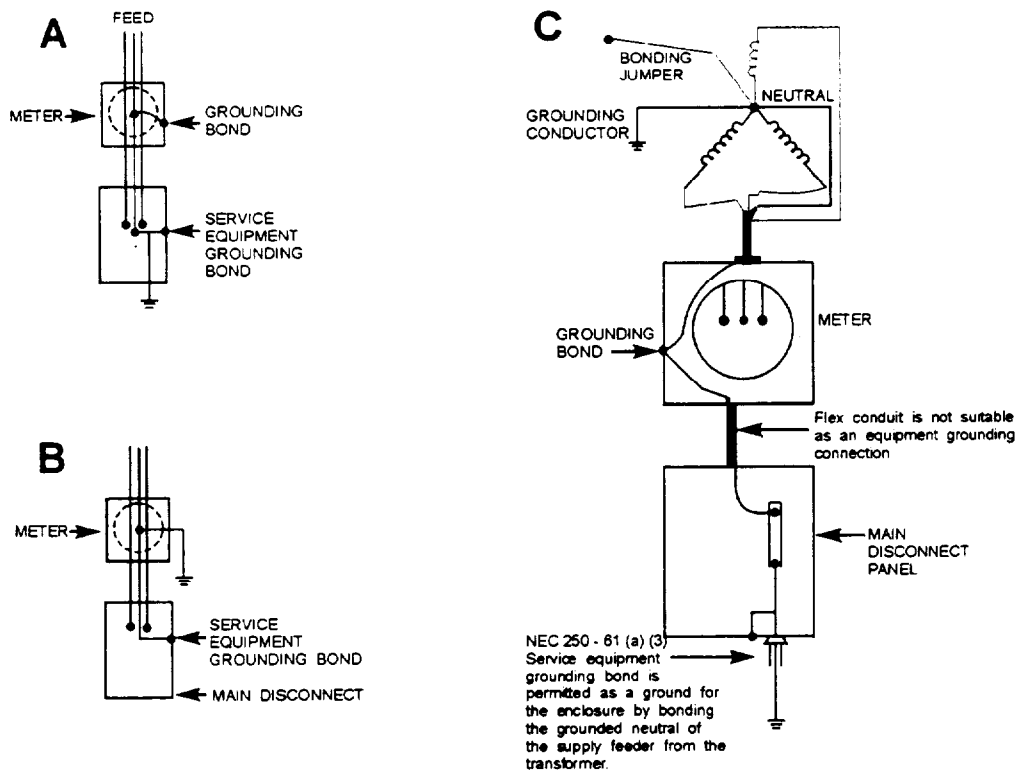 A
FEED
METER
GROUNDING
BOND
SERVICE
EQUIPMENT
GROUNDING
BOND
B
METER
SERVICE
EQUIPMENT
GROUNDING BOND
MAIN DISCONNECT
C
BONDING
JUMPER
NEUTRAL
GROUNDING
CONDUCTOR
METER
GROUNDING
BOND
Flex conduit is not suitable
as an equipment grounding
connection
MAIN
DISCONNECT
PANEL
NEC 250 - 61 (a) (3)
Service equipment
grounding bond is
permitted as a ground for
the enclosure by bonding
the grounded neutral of
the supply feeder from the
transformer.